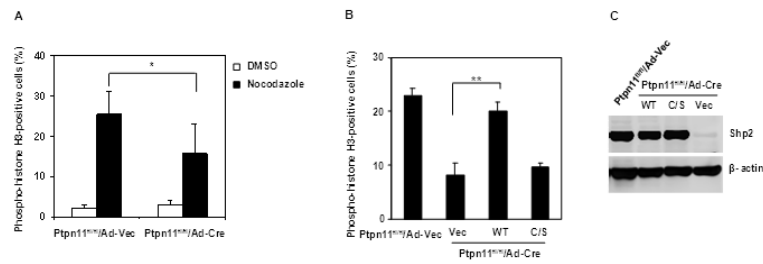 A
B
C
Phospho-histone H3-positive cells (%)
50
40
30
20
10
0
*
DMSO
Nocodazole
Ptpn11fl/fl/Ad-Vec
Ptpn11fl/fl/Ad-Cre
Phospho-histone H3-positive cells (%)
30
20
10
0
**
Ptpn11fl/fl/Ad-Vec
Vec
WT
C/S
Ptpn11fl/fl/Ad-Cre
Ptpn11fl/fl/Ad-Vec
Ptpn11fl/fl/Ad-Cre
WT
C/S
Vec
Shp2
β-actin